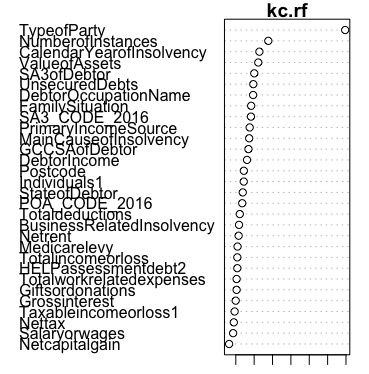 kc.rf
TypeofParty
NumberofInstances
CalendarYearofInsolvency
ValueofAssets
SA3ofDebtor
UnsecuredDebts
DebtorOccupationName
FamilySituation
SA3_CODE_2016
PrimaryIncomeSource
MainCauseofInsolvency
GCCSAofDebtor
DebtorIncome
Postcode
Individuals1
StateofDebtor
POA_CODE_2016
Totaldeductions
BusinessRelatedInsolvency
Netrent
Medicarelevy
Totalincomeorloss
HELPassessmentdebt2
Totalworkrelatedexpenses
Giftsordonations
Grossinterest
Taxableincomeorloss1
Nettax
Salaryorwages
Netcapitalgain